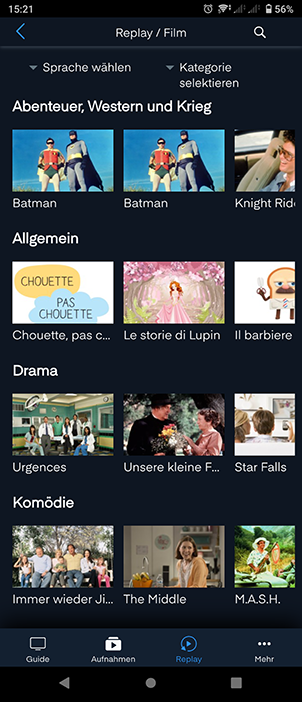 15:21
56%
Replay / Film
Sprache wählen
Kategorie
selektieren
Abenteuer, Western und Krieg
Batman
Batman
Knight Ride
Allgemein
CHOUETTE
PAS
CHOUETTE
Chouette, pas c...
Le storie di Lupin
Il barbiere
Drama
Urgences
Unsere kleine F...
Star Falls
Komödie
Immer wieder Ji...
The Middle
M.A.S.H.
Guide
Aufnahmen
Replay
Mehr